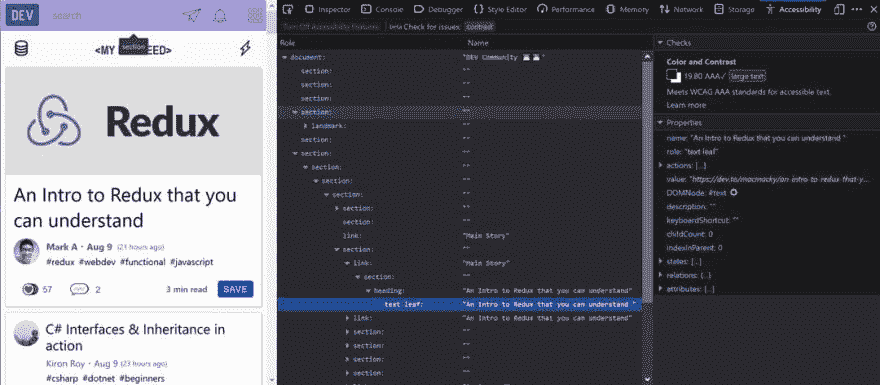 DEV
search
<MY FEED>
section
Redux
An Intro to Redux that you
can understand
Mark A · Aug 9 (23 hours ago)
#redux #webdev #functional #javascript
57
2
3 min read
SAVE
C# Interfaces & Inheritance in
action
Kiron Roy · Aug 9 (23 hours ago)
#csharp #dotnet #beginners
Inspector Console Debugger Style Editor Performance Memory Network Storage Accessibility
Turn Off Accessibility Features beta Check for issues: contrast
Role Name
document: "DEV Community
section: ""
section: ""
section: ""
section: ""
landmark: ""
section: ""
section: ""
section: ""
section: ""
section: ""
section: ""
section: ""
link: "Main Story"
section: ""
link: "Main Story"
section: ""
heading: "An Intro to Redux that you can understand"
text leaf: "An Intro to Redux that you can understand "
link: "An Intro to Redux that you can understand"
section: ""
section: ""
section: ""
section: ""
Checks
Color and Contrast
19.80 AAA✓ large text
Meets WCAG AAA standards for accessible text.
Learn more
Properties
name: "An Intro to Redux that you can understand "
role: "text leaf"
actions: […]
value: "https://dev.to/macmacky/an-intro-to-redux-that-y…
DOMNode: #text
description: ""
keyboardShortcut: ""
childCount: 0
indexInParent: 0
states: […]
relations: {…}
attributes: {…}